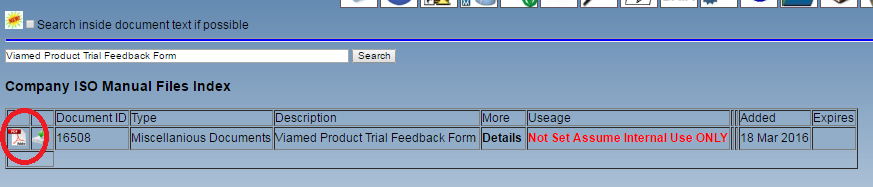 Search inside document text if possible
Viamed Product Trial Feedback Form Search
Company ISO Manual Files Index
Document ID Type Description More Useage Added Expires
16508 Miscellanious Documents Viamed Product Trial Feedback Form Details Not Set Assume Internal Use ONLY 18 Mar 2016